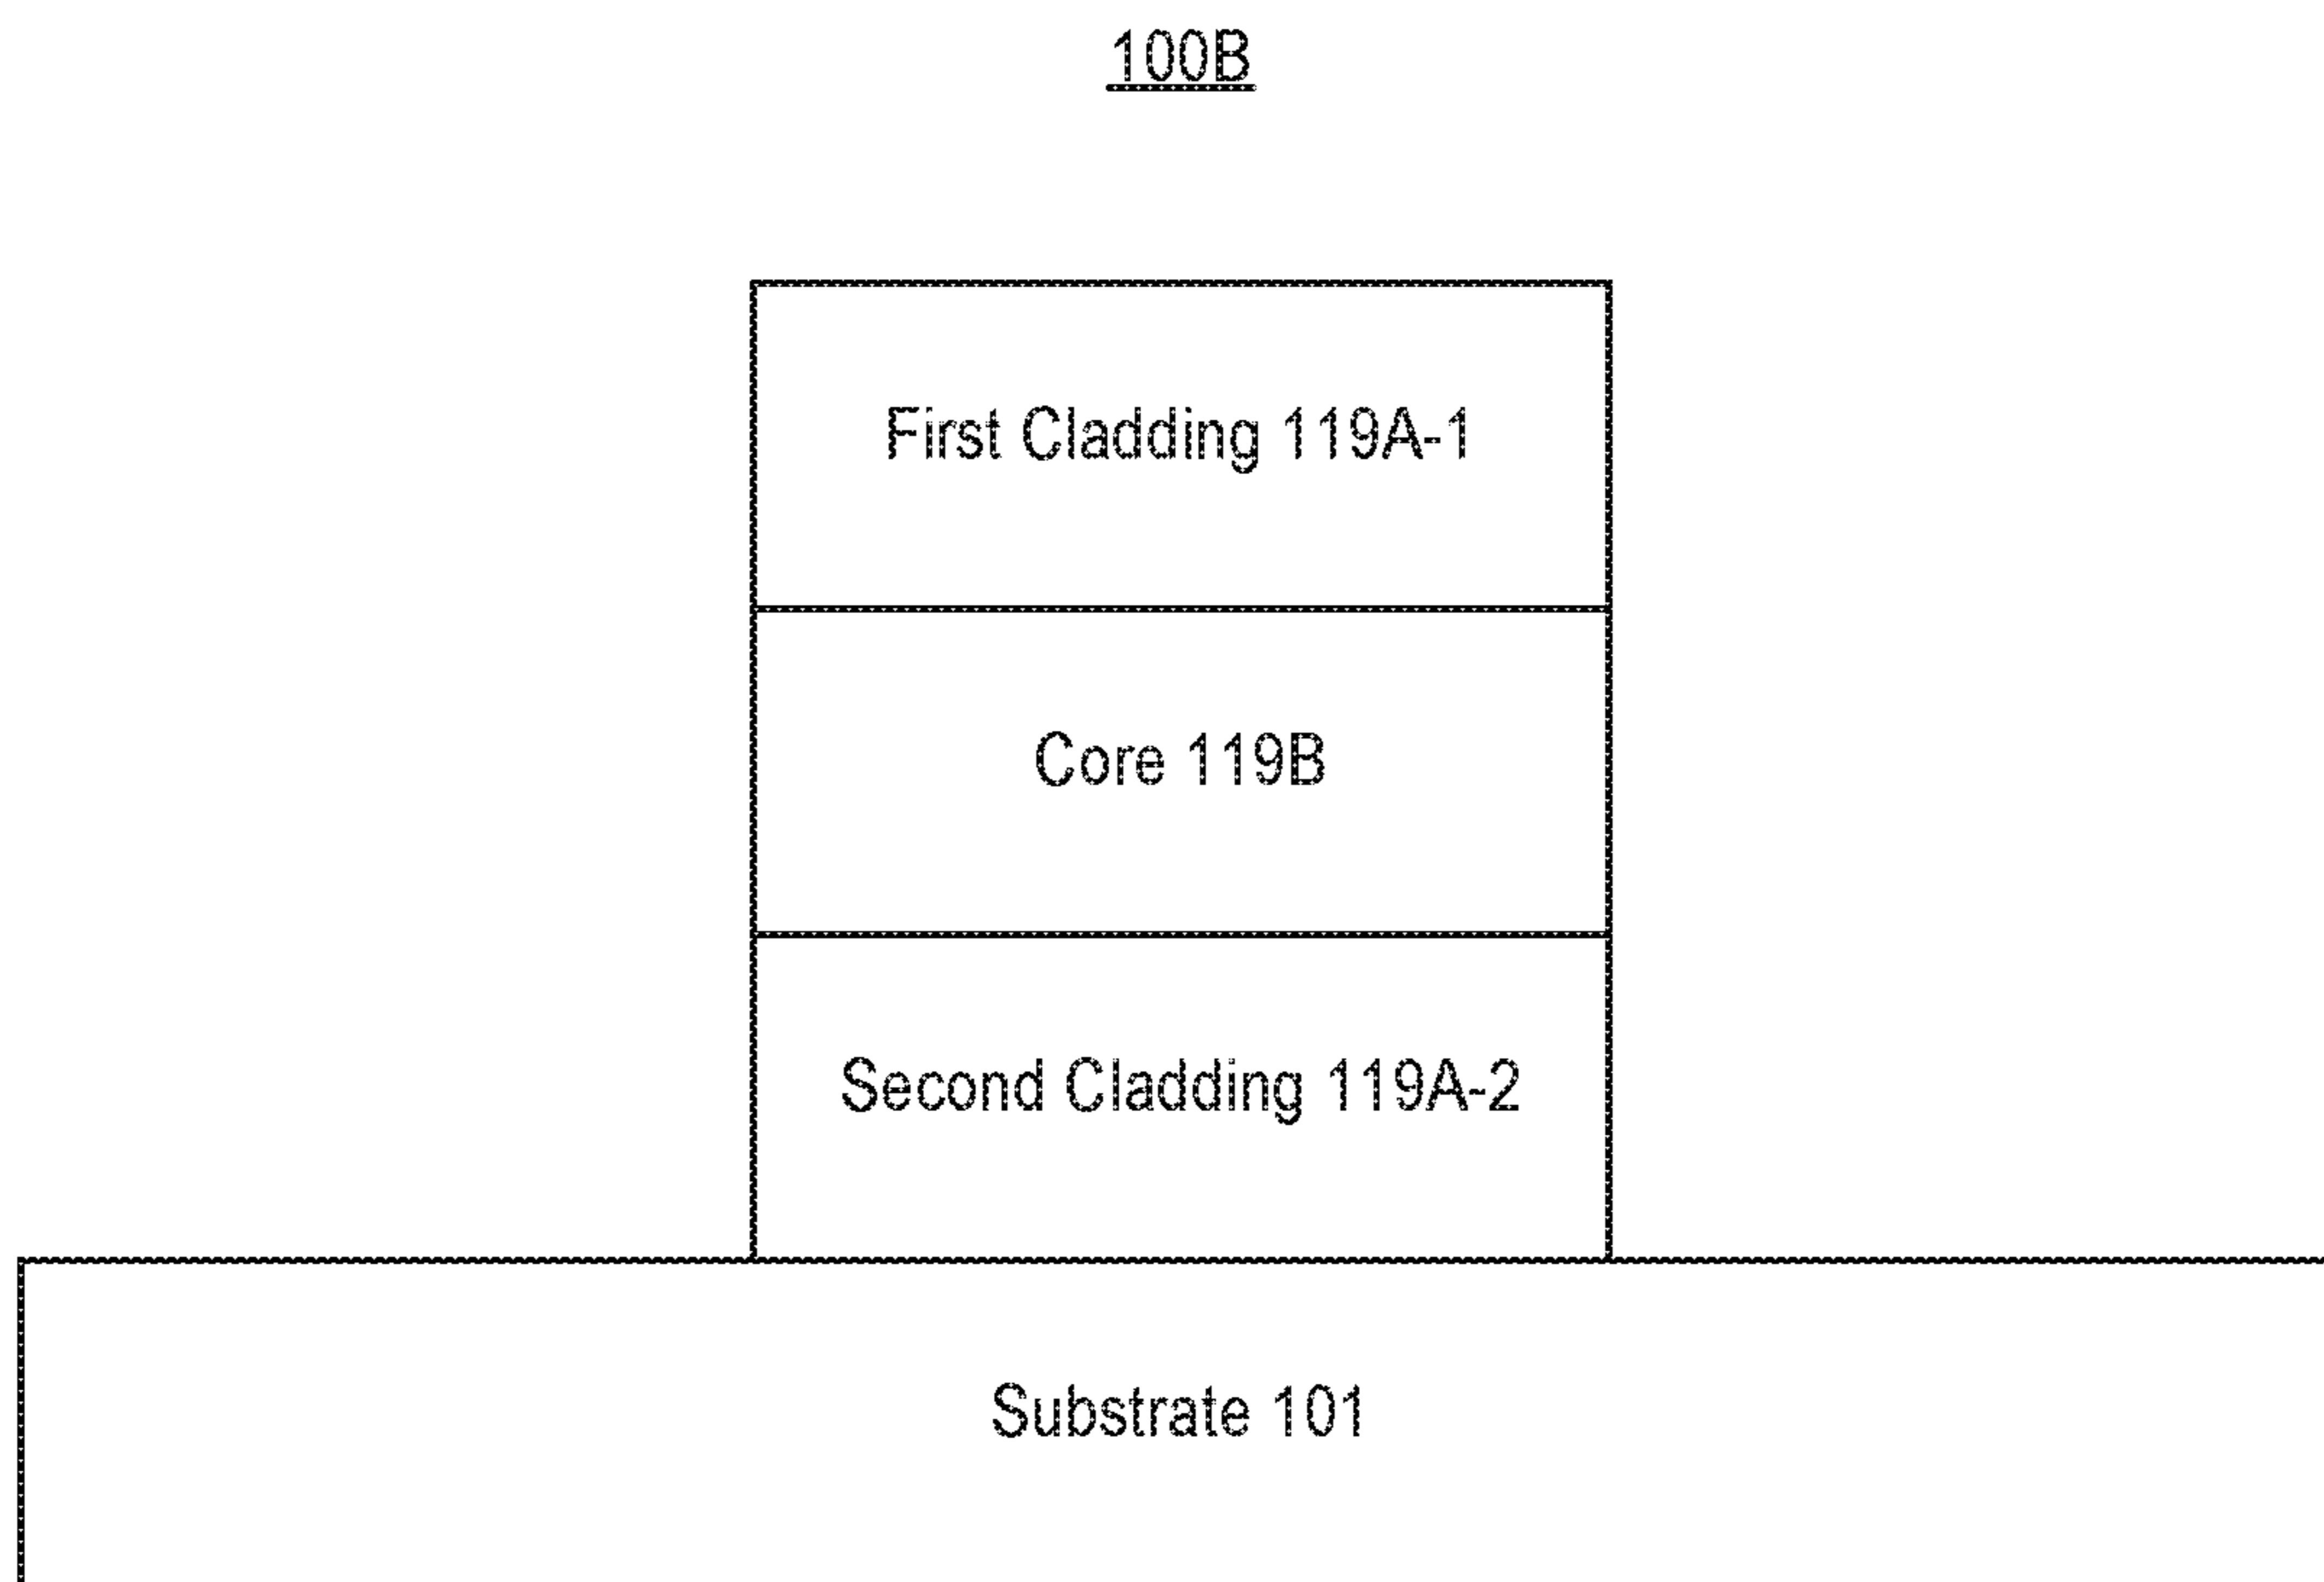 100B
First Cladding 119A-1
Core 119B
Second Cladding 119A-2
Substrate 101